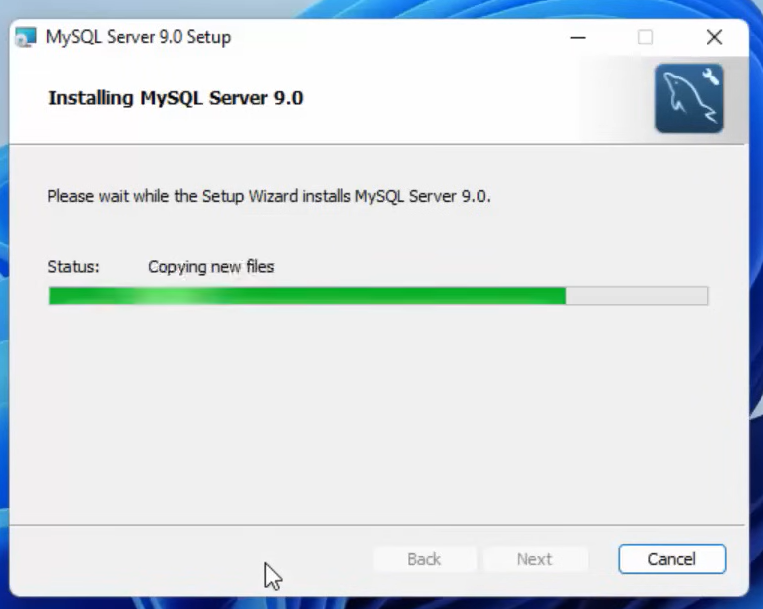 MySQL Server 9.0 Setup
Installing MySQL Server 9.0
Please wait while the Setup Wizard installs MySQL Server 9.0.
Status: Copying new files
Back Next Cancel